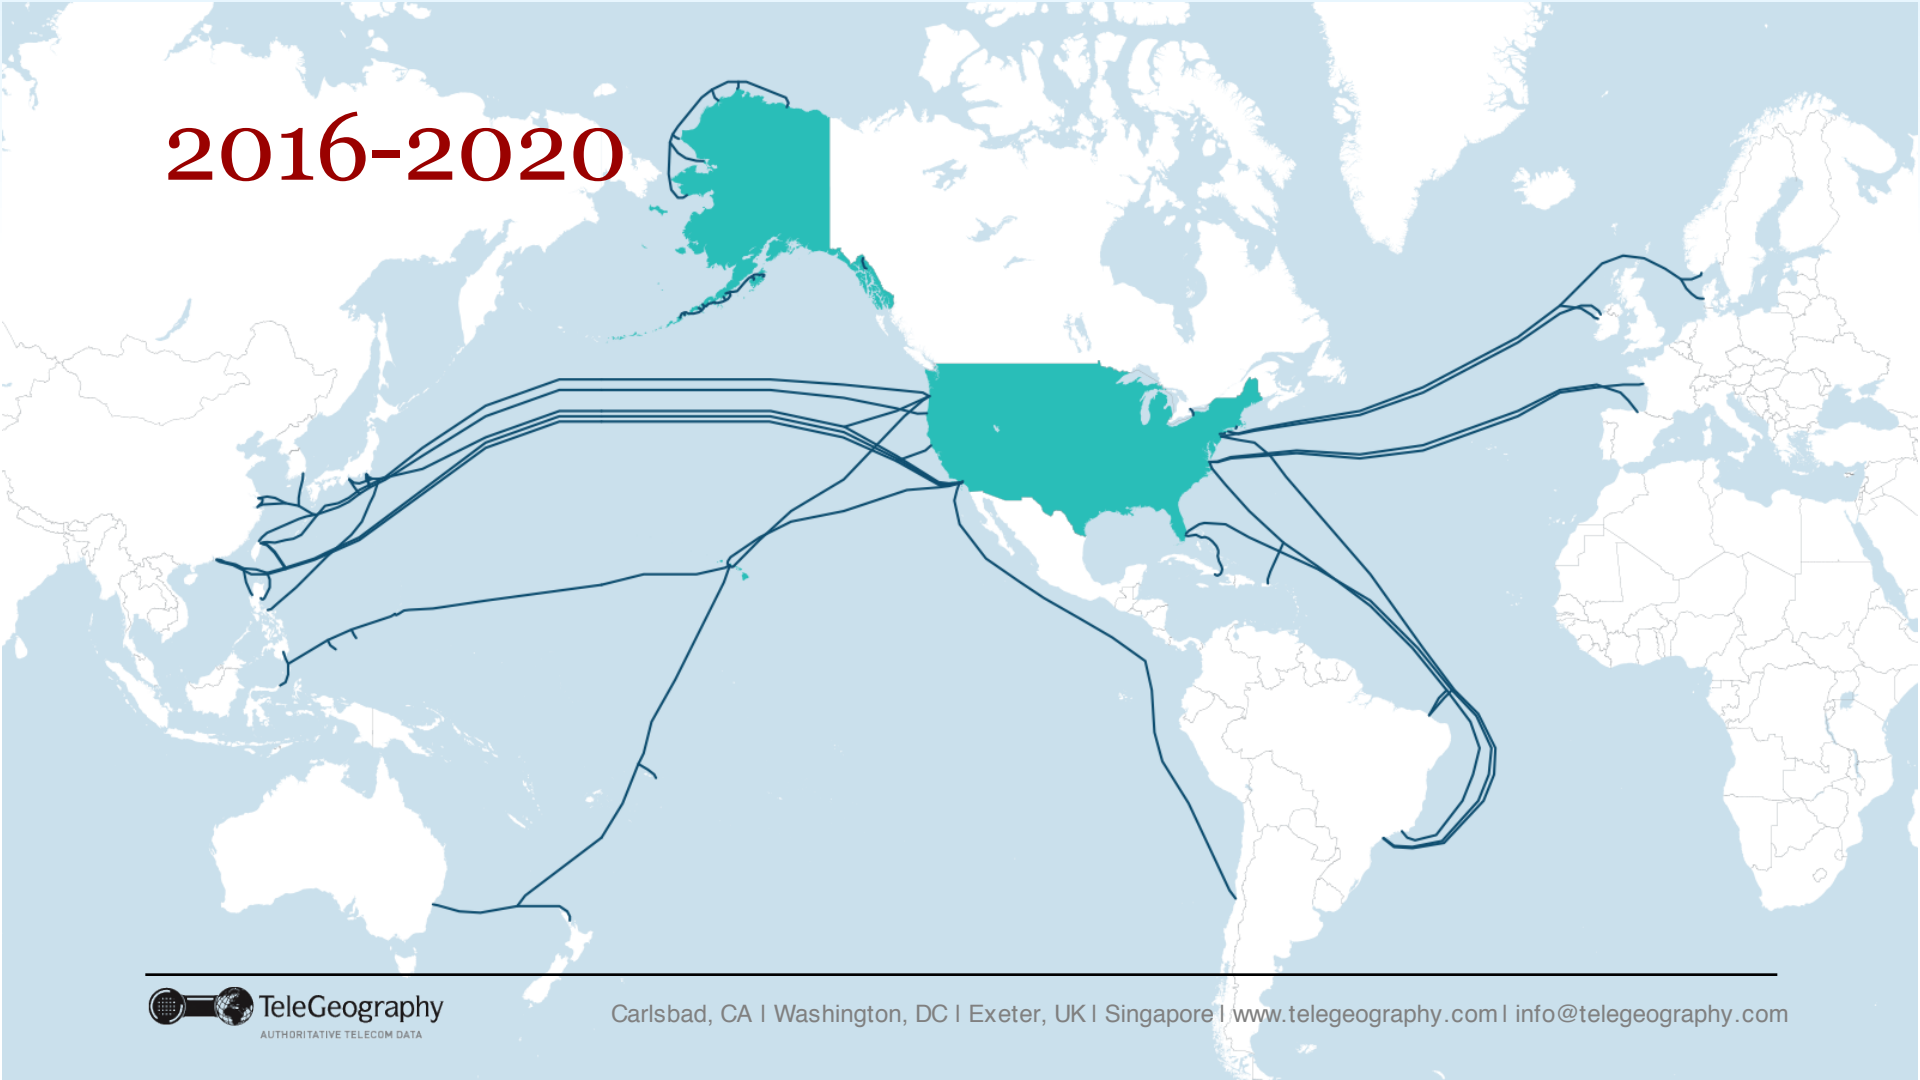 2016-2020
TeleGeography
AUTHORITATIVE TELECOM DATA
Carlsbad, CA I Washington, DC I Exeter, UK I Singapore I www.telegeography.com I info@telegeography.com